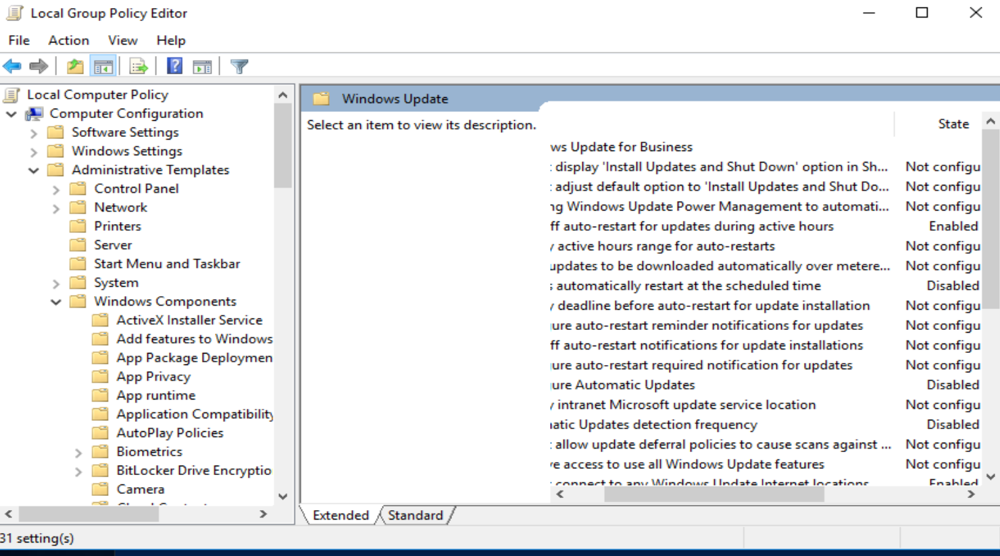 Local Group Policy Editor
File Action View Help
Local Computer Policy
Computer Configuration
Software Settings
Windows Settings
Administrative Templates
Control Panel
Network
Printers
Server
Start Menu and Taskbar
System
Windows Components
ActiveX Installer Service
Add features to Windows
App Package Deploymen
App Privacy
App runtime
Application Compatibility
AutoPlay Policies
Biometrics
BitLocker Drive Encryptio
Camera
Windows Update
Select an item to view its description.
State
ws Update for Business
display 'Install Updates and Shut Down' option in Sh... Not configu
adjust default option to 'Install Updates and Shut Do... Not configu
ng Windows Update Power Management to automati... Not configu
ff auto-restart for updates during active hours Enabled
active hours range for auto-restarts Not configu
updates to be downloaded automatically over metere... Not configu
automatically restart at the scheduled time Disabled
deadline before auto-restart for update installation Not configu
ure auto-restart reminder notifications for updates Not configu
ff auto-restart notifications for update installations Not configu
ure auto-restart required notification for updates Not configu
ure Automatic Updates Disabled
intranet Microsoft update service location Not configu
atic Updates detection frequency Disabled
allow update deferral policies to cause scans against ... Not configu
ve access to use all Windows Update features Not configu
connect to any Windows Update Internet locations Enabled
Extended Standard
31 setting(s)